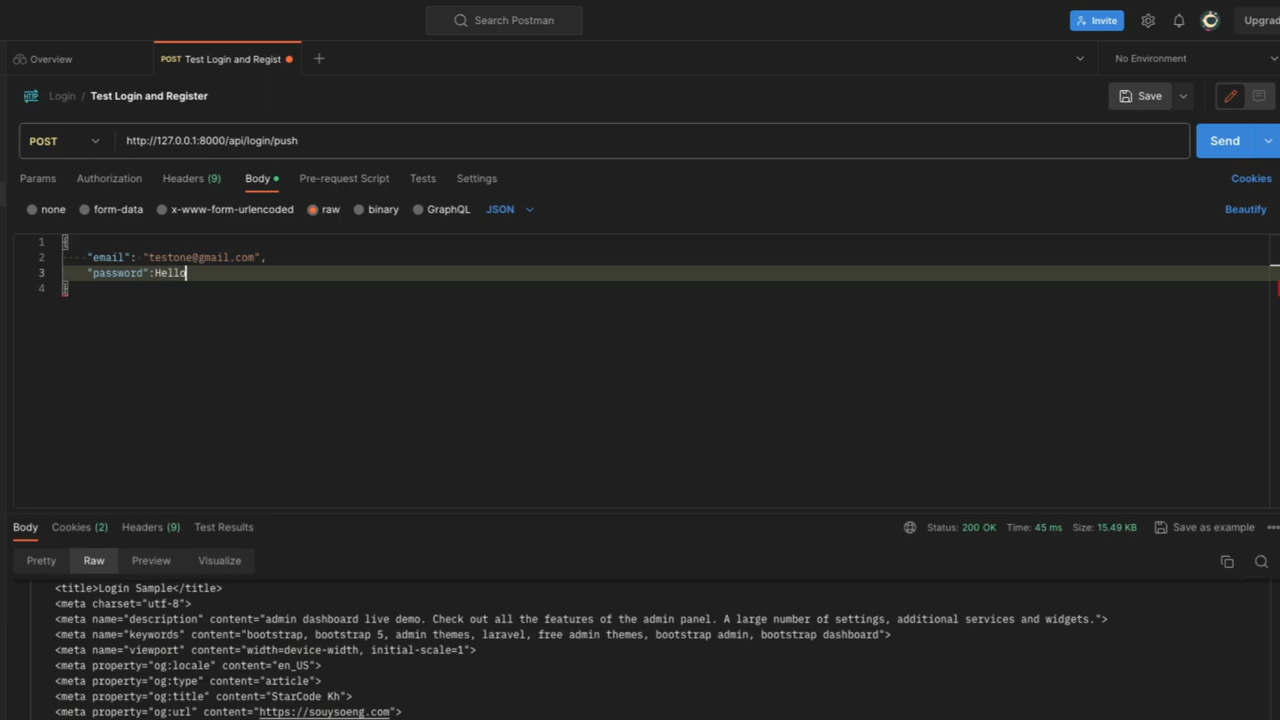 Search Postman
Invite
Upgrad
Overview
POST Test Login and Regist
No Environment
HTTP Login / Test Login and Register
Save
POST
http://127.0.0.1:8000/api/login/push
Send
Params Authorization Headers (9) Body Pre-request Script Tests Settings
Cookies
none form-data x-www-form-urlencoded raw binary GraphQL JSON
Beautify
1 {
2 ····"email":·"testone@gmail.com",
3 "password":Hello
4 }
Body Cookies (2) Headers (9) Test Results
Status: 200 OK Time: 45 ms Size: 15.49 KB Save as example
Pretty Raw Preview Visualize
<title>Login Sample</title>
<meta charset="utf-8">
<meta name="description" content="admin dashboard live demo. Check out all the features of the admin panel. A large number of settings, additional services and widgets.">
<meta name="keywords" content="bootstrap, bootstrap 5, admin themes, laravel, free admin themes, bootstrap admin, bootstrap dashboard">
<meta name="viewport" content="width=device-width, initial-scale=1">
<meta property="og:locale" content="en_US">
<meta property="og:type" content="article">
<meta property="og:title" content="StarCode Kh">
<meta property="og:url" content="https://souysoeng.com">